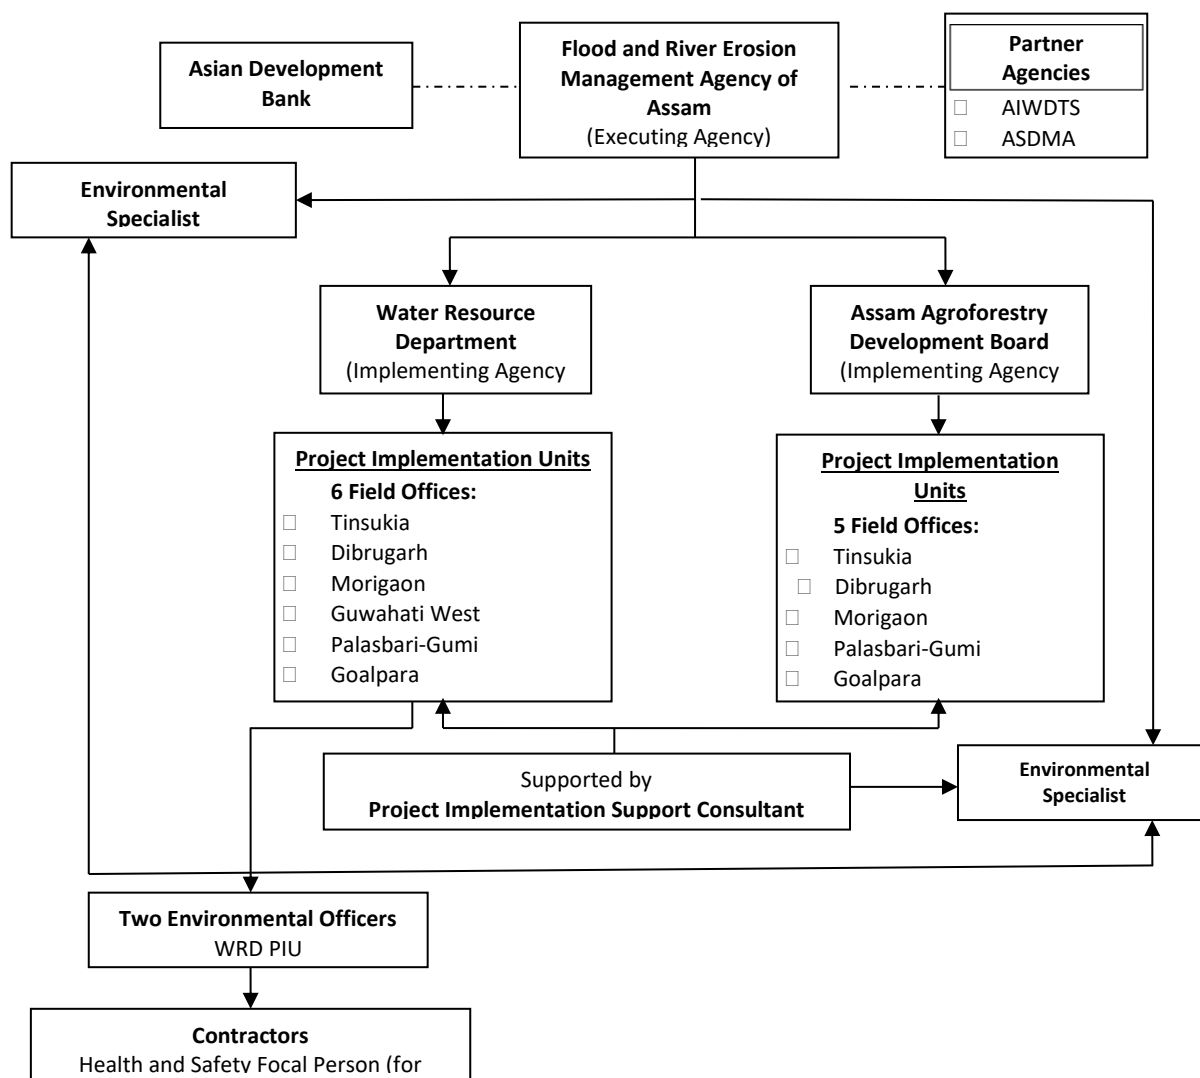 Asian Development
Bank
Flood and River Erosion
Management Agency of
Assam
(Executing Agency)
Partner
Agencies
AIWDTS
ASDMA
Environmental
Specialist
Water Resource
Department
(Implementing Agency
Assam Agroforestry
Development Board
(Implementing Agency
Project Implementation Units
6 Field Offices:
Tinsukia
Dibrugarh
Morigaon
Guwahati West
Palasbari-Gumi
Goalpara
Project Implementation
Units
5 Field Offices:
Tinsukia
Dibrugarh
Morigaon
Palasbari-Gumi
Goalpara
Supported by
Project Implementation Support Consultant
Environmental
Specialist
Two Environmental Officers
WRD PIU
Contractors
Health and Safety Focal Person (for